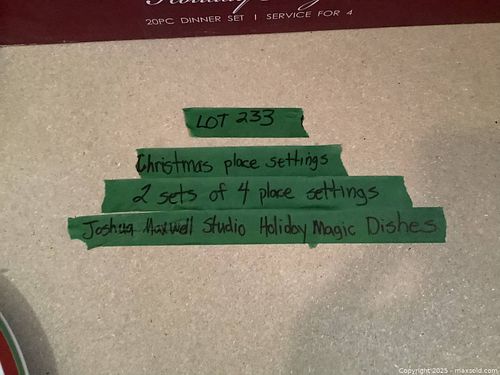 20PC DINNER SET | SERVICE FOR 4
LOT 233
Christmas place settings
2 sets of 4 place settings
Joshua Maxwell Studio Holiday Magic Dishes
Copyright 2025 - maxsold.com